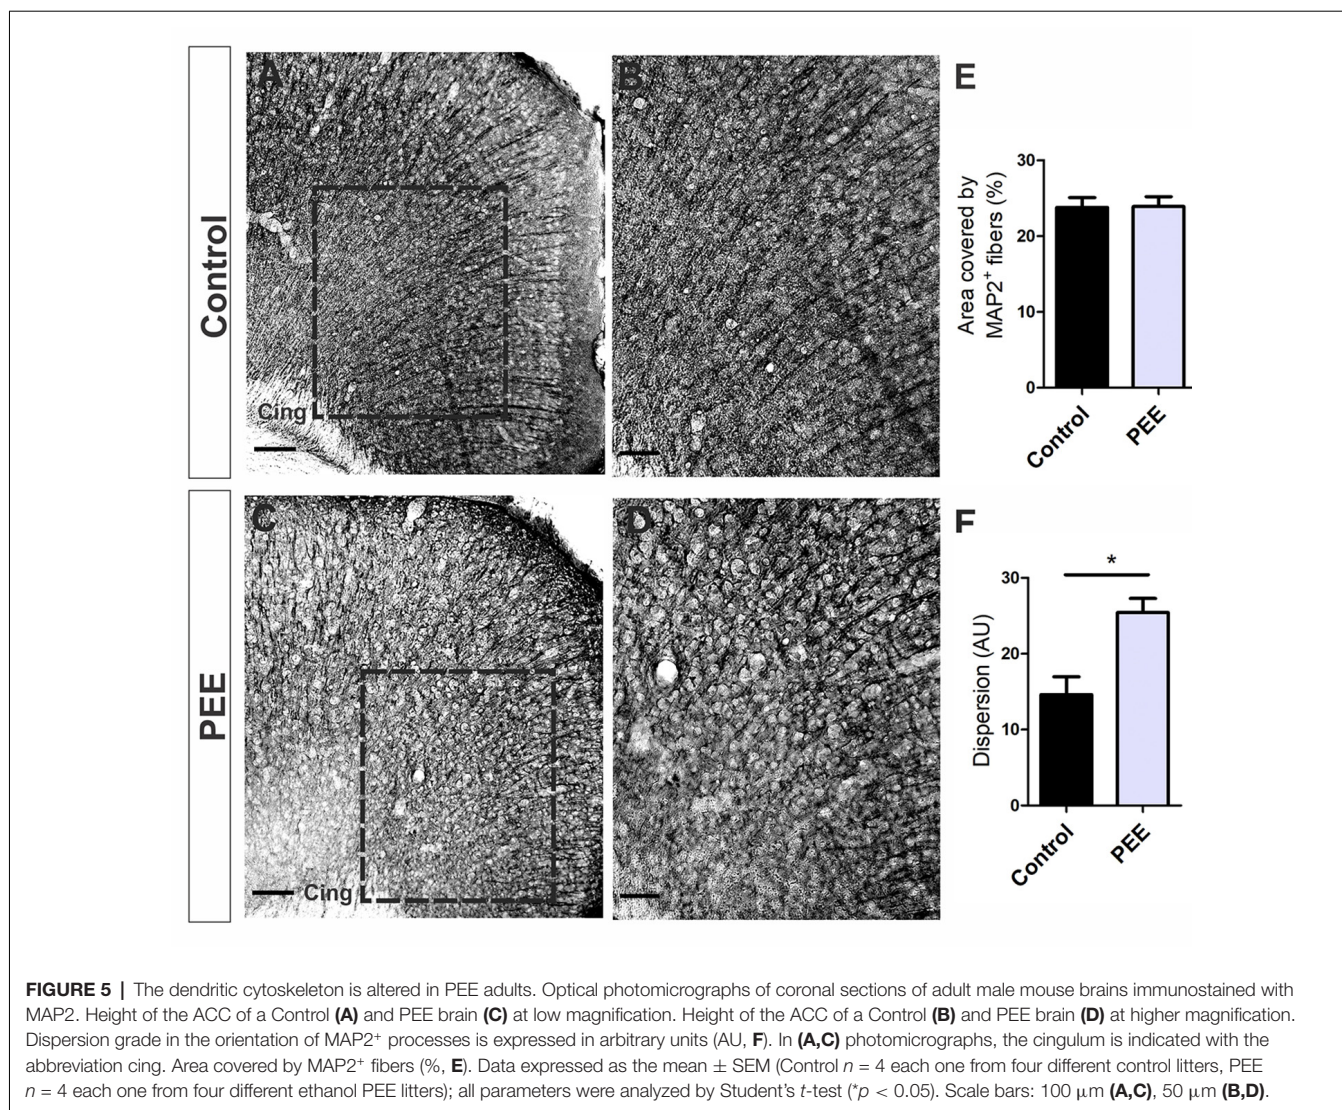 Control
A
B
Cing
E
30
20
10
0
Area covered by
MAP2⁺ fibers (%)
Control
PEE
PEE
C
D
Cing
F
*
30
20
10
0
Dispersion (AU)
Control
PEE
FIGURE 5 | The dendritic cytoskeleton is altered in PEE adults. Optical photomicrographs of coronal sections of adult male mouse brains immunostained with
MAP2. Height of the ACC of a Control (A) and PEE brain (C) at low magnification. Height of the ACC of a Control (B) and PEE brain (D) at higher magnification.
Dispersion grade in the orientation of MAP2⁺ processes is expressed in arbitrary units (AU, F). In (A,C) photomicrographs, the cingulum is indicated with the
abbreviation cing. Area covered by MAP2⁺ fibers (%, E). Data expressed as the mean ± SEM (Control n = 4 each one from four different control litters, PEE
n = 4 each one from four different ethanol PEE litters); all parameters were analyzed by Student's t-test (*p < 0.05). Scale bars: 100 μm (A,C), 50 μm (B,D).